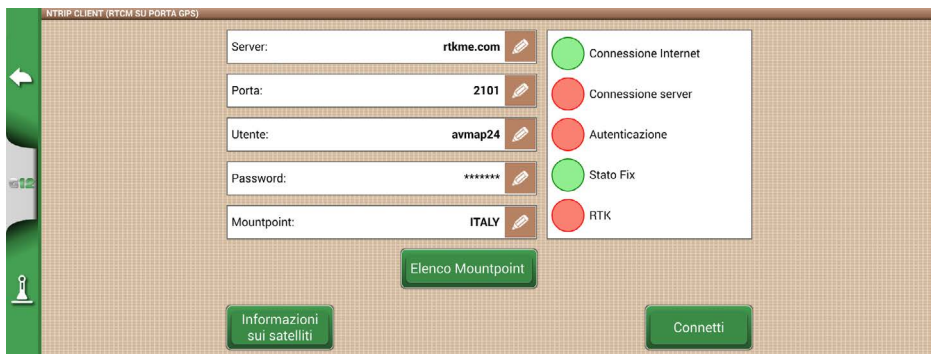 NTRIP CLIENT (RTCM SU PORTA GPS)
Server: rtkme.com
Porta: 2101
Utente: avmap24
Password: *******
Mountpoint: ITALY
Connessione Internet
Connessione server
Autenticazione
Stato Fix
RTK
G12
Elenco Mountpoint
Informazioni
sui satelliti
Connetti